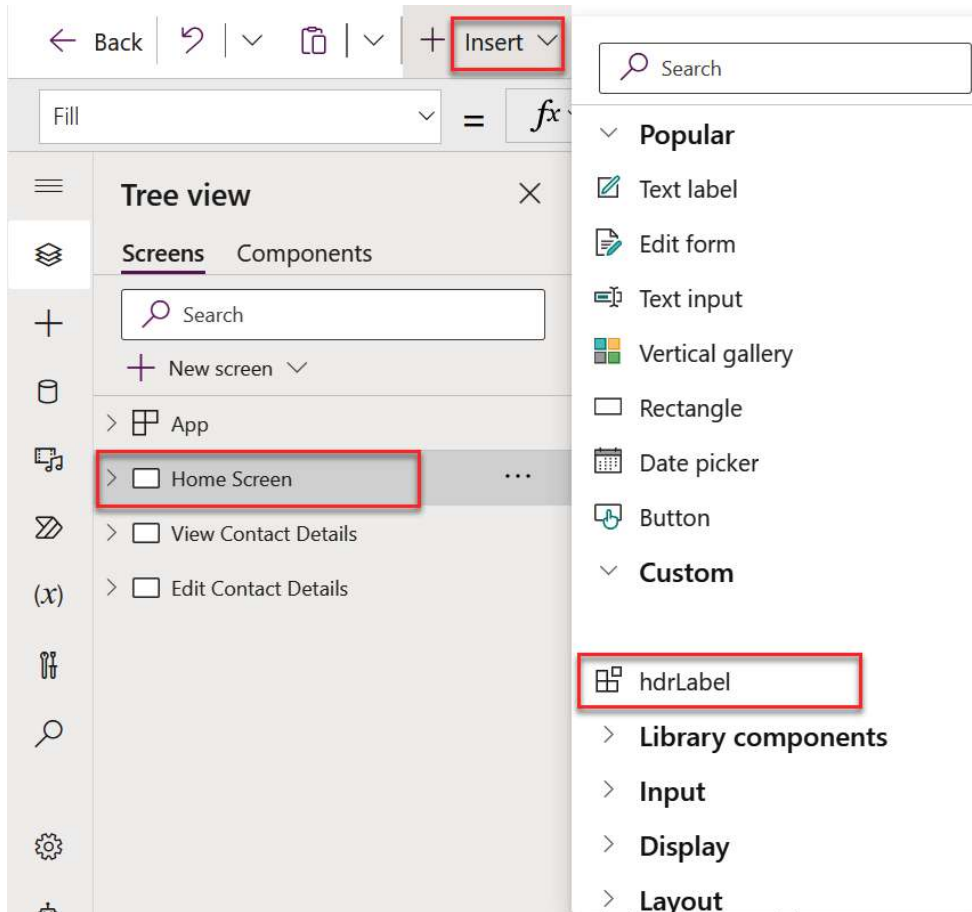 Back
Insert
Fill
=
fx
Tree view
Screens Components
Search
New screen
App
Home Screen
...
View Contact Details
Edit Contact Details
(x)
Search
Popular
Text label
Edit form
Text input
Vertical gallery
Rectangle
Date picker
Button
Custom
hdrLabel
Library components
Input
Display
Layout